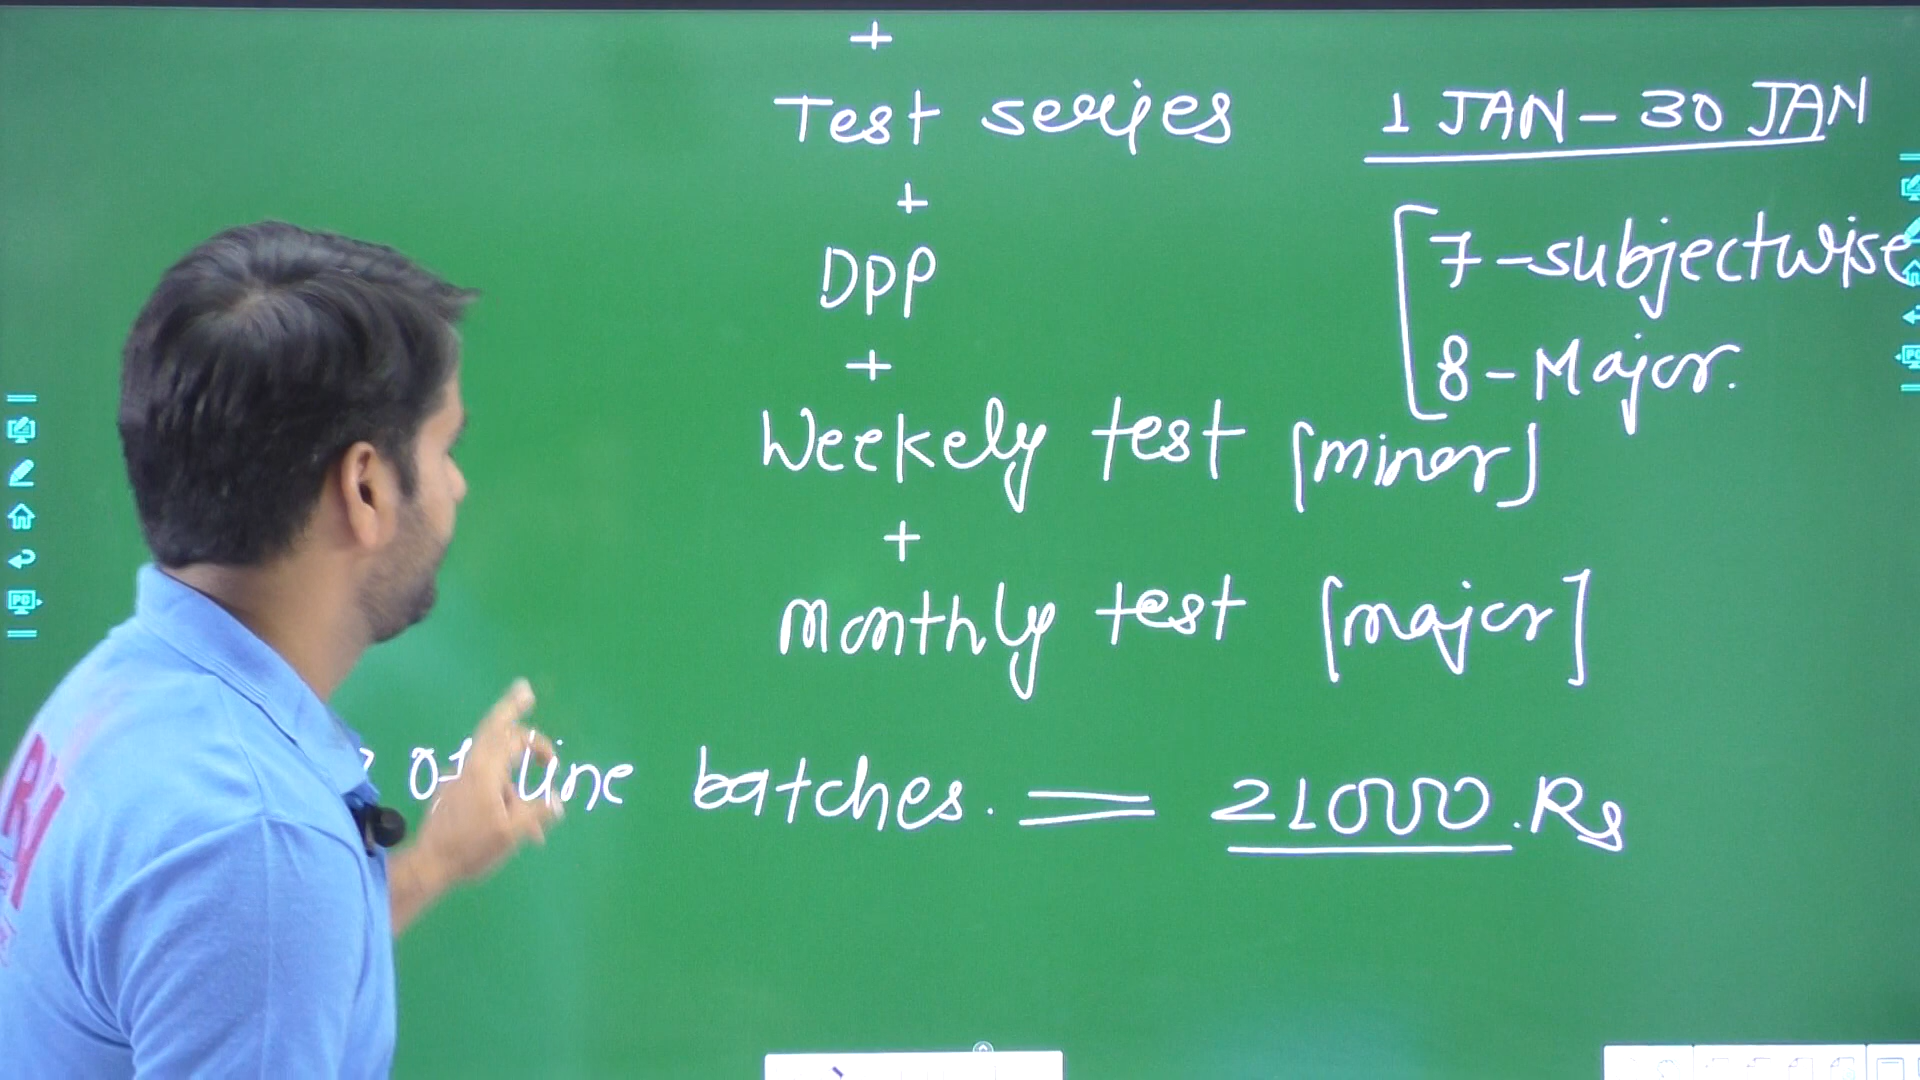 +
Test series 1 JAN - 30 JAN
+
7 - subjectwise
DPP
8 - Major.
+
Weekely test [minor]
+
Monthly test [major]
line batches. = 21000. Rs